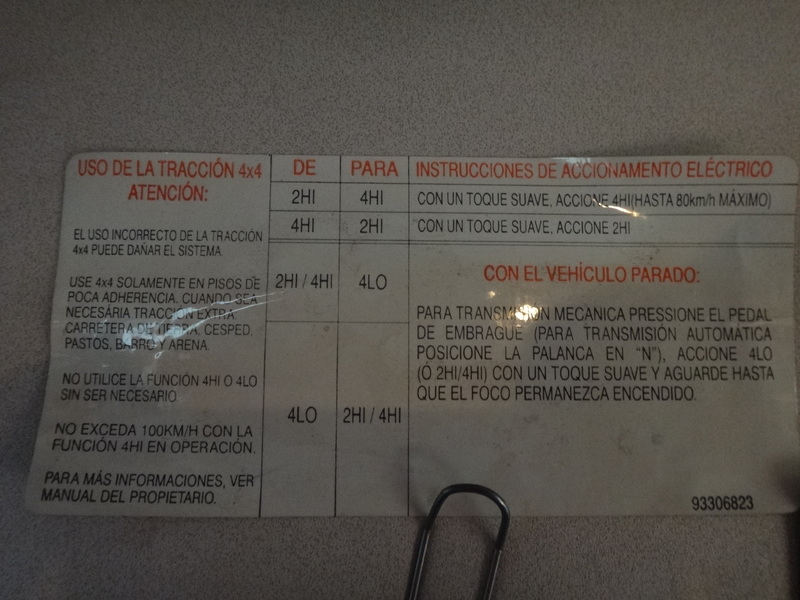 USO DE LA TRACCIÓN 4x4
ATENCIÓN:
EL USO INCORRECTO DE LA TRACCIÓN
4x4 PUEDE DAÑAR EL SISTEMA.
USE 4x4 SOLAMENTE EN PISOS DE
POCA ADHERENCIA. CUANDO SEA
NECESÁRIA TRACCIÓN EXTRA
CARRETERA DE TIERRA, CESPED,
PASTOS, BARRO Y ARENA.
NO UTILICE LA FUNCIÓN 4HI O 4LO
SIN SER NECESARIO.
NO EXCEDA 100KM/H CON LA
FUNCIÓN 4HI EN OPERACIÓN.
PARA MÁS INFORMACIONES, VER
MANUAL DEL PROPIETARIO.
DE PARA INSTRUCCIONES DE ACCIONAMENTO ELÉCTRICO
2HI 4HI CON UN TOQUE SUAVE, ACCIONE 4HI(HASTA 80km/h MÁXIMO)
4HI 2HI CON UN TOQUE SUAVE, ACCIONE 2HI
2HI / 4HI 4LO
4LO 2HI / 4HI
CON EL VEHÍCULO PARADO:
PARA TRANSMISIÓN MECANICA PRESSIONE EL PEDAL
DE EMBRAGUE (PARA TRANSMISIÓN AUTOMÁTICA
POSICIONE LA PALANCA EN "N"), ACCIONE 4LO
(Ó 2HI/4HI) CON UN TOQUE SUAVE Y AGUARDE HASTA
QUE EL FOCO PERMANEZCA ENCENDIDO.
93306823